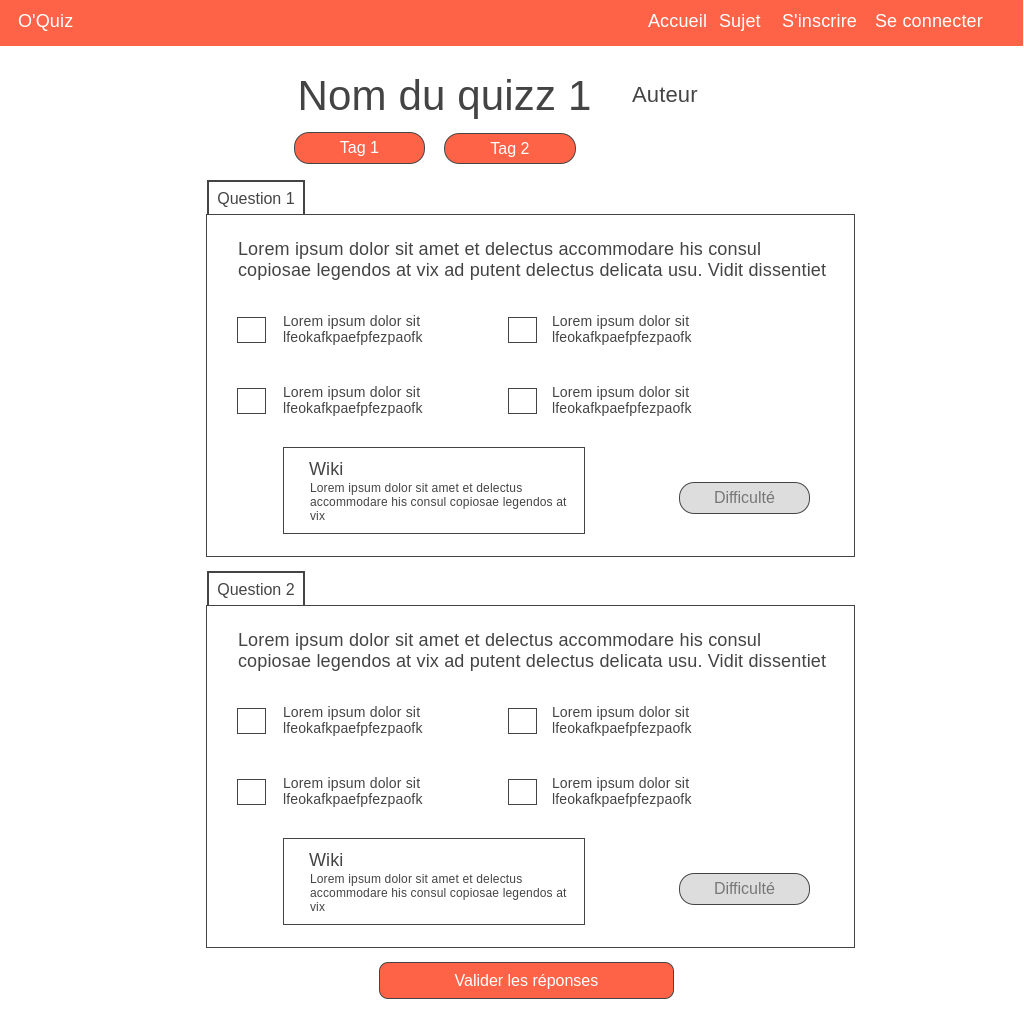 O'Quiz Accueil Sujet S'inscrire Se connecter
Nom du quizz 1 Auteur
Tag 1 Tag 2
Question 1
Lorem ipsum dolor sit amet et delectus accommodare his consul
copiosae legendos at vix ad putent delectus delicata usu. Vidit dissentiet
Lorem ipsum dolor sit
lfeokafkpaefpfezpaofk
Lorem ipsum dolor sit
lfeokafkpaefpfezpaofk
Lorem ipsum dolor sit
lfeokafkpaefpfezpaofk
Lorem ipsum dolor sit
lfeokafkpaefpfezpaofk
Wiki
Lorem ipsum dolor sit amet et delectus
accommodare his consul copiosae legendos at
vix
Difficulté
Question 2
Lorem ipsum dolor sit amet et delectus accommodare his consul
copiosae legendos at vix ad putent delectus delicata usu. Vidit dissentiet
Lorem ipsum dolor sit
lfeokafkpaefpfezpaofk
Lorem ipsum dolor sit
lfeokafkpaefpfezpaofk
Lorem ipsum dolor sit
lfeokafkpaefpfezpaofk
Lorem ipsum dolor sit
lfeokafkpaefpfezpaofk
Wiki
Lorem ipsum dolor sit amet et delectus
accommodare his consul copiosae legendos at
vix
Difficulté
Valider les réponses